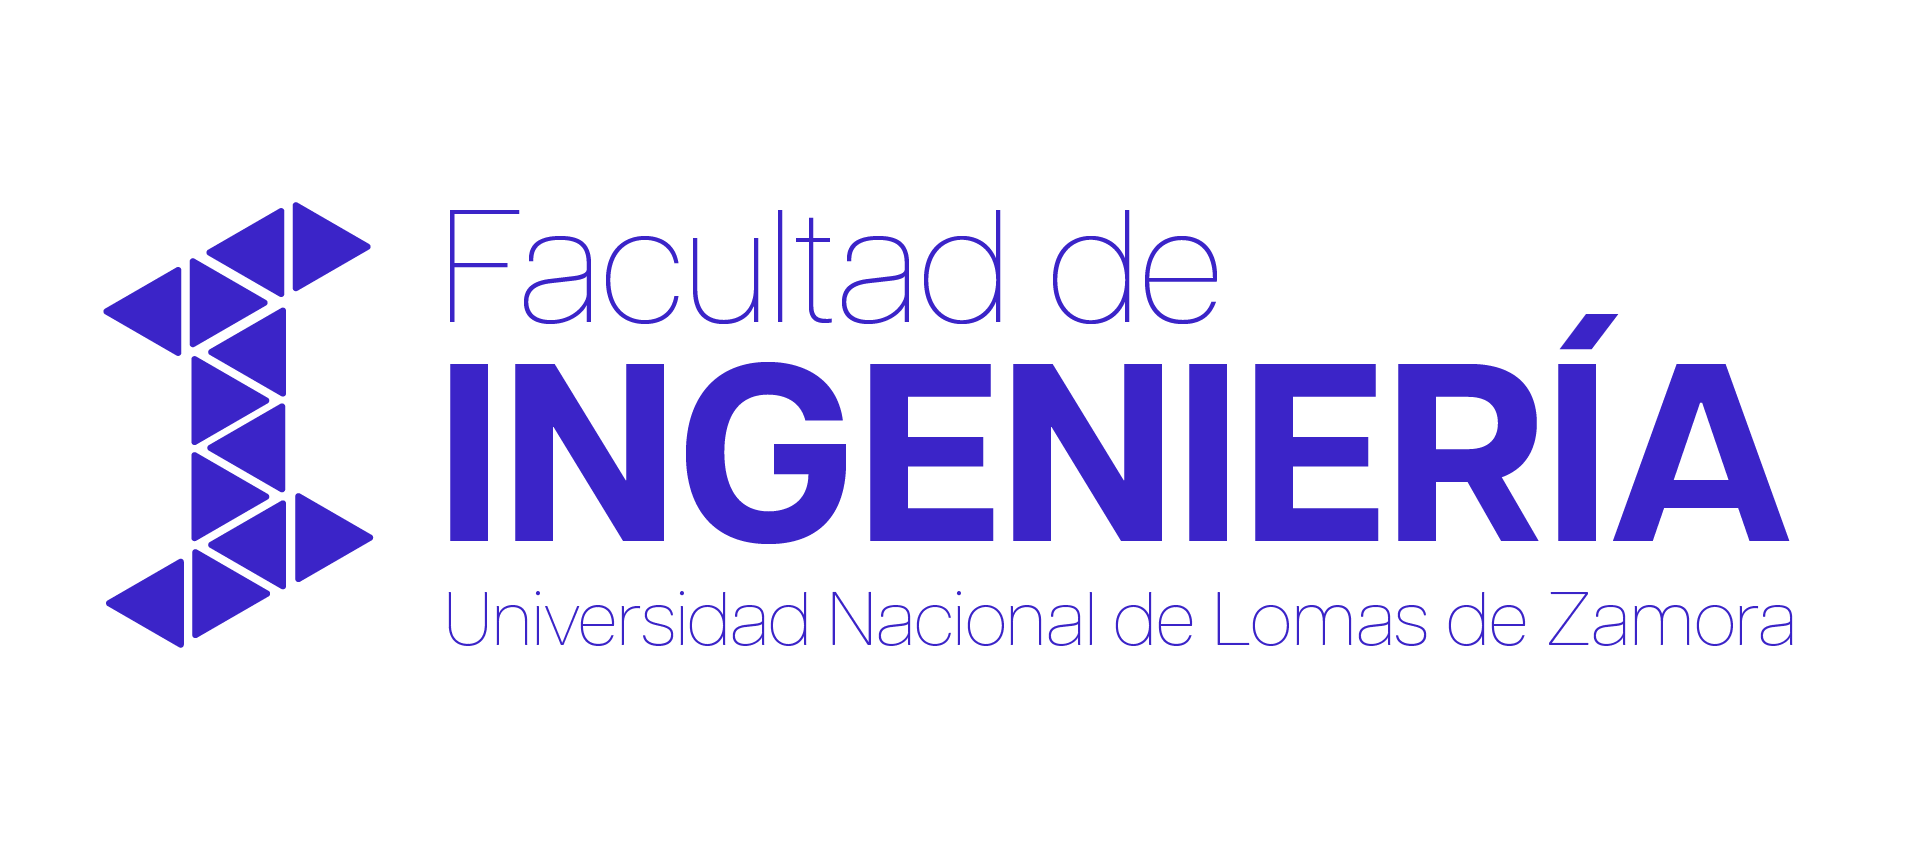 Facultad de
INGENIERÍA
Universidad Nacional de Lomas de Zamora